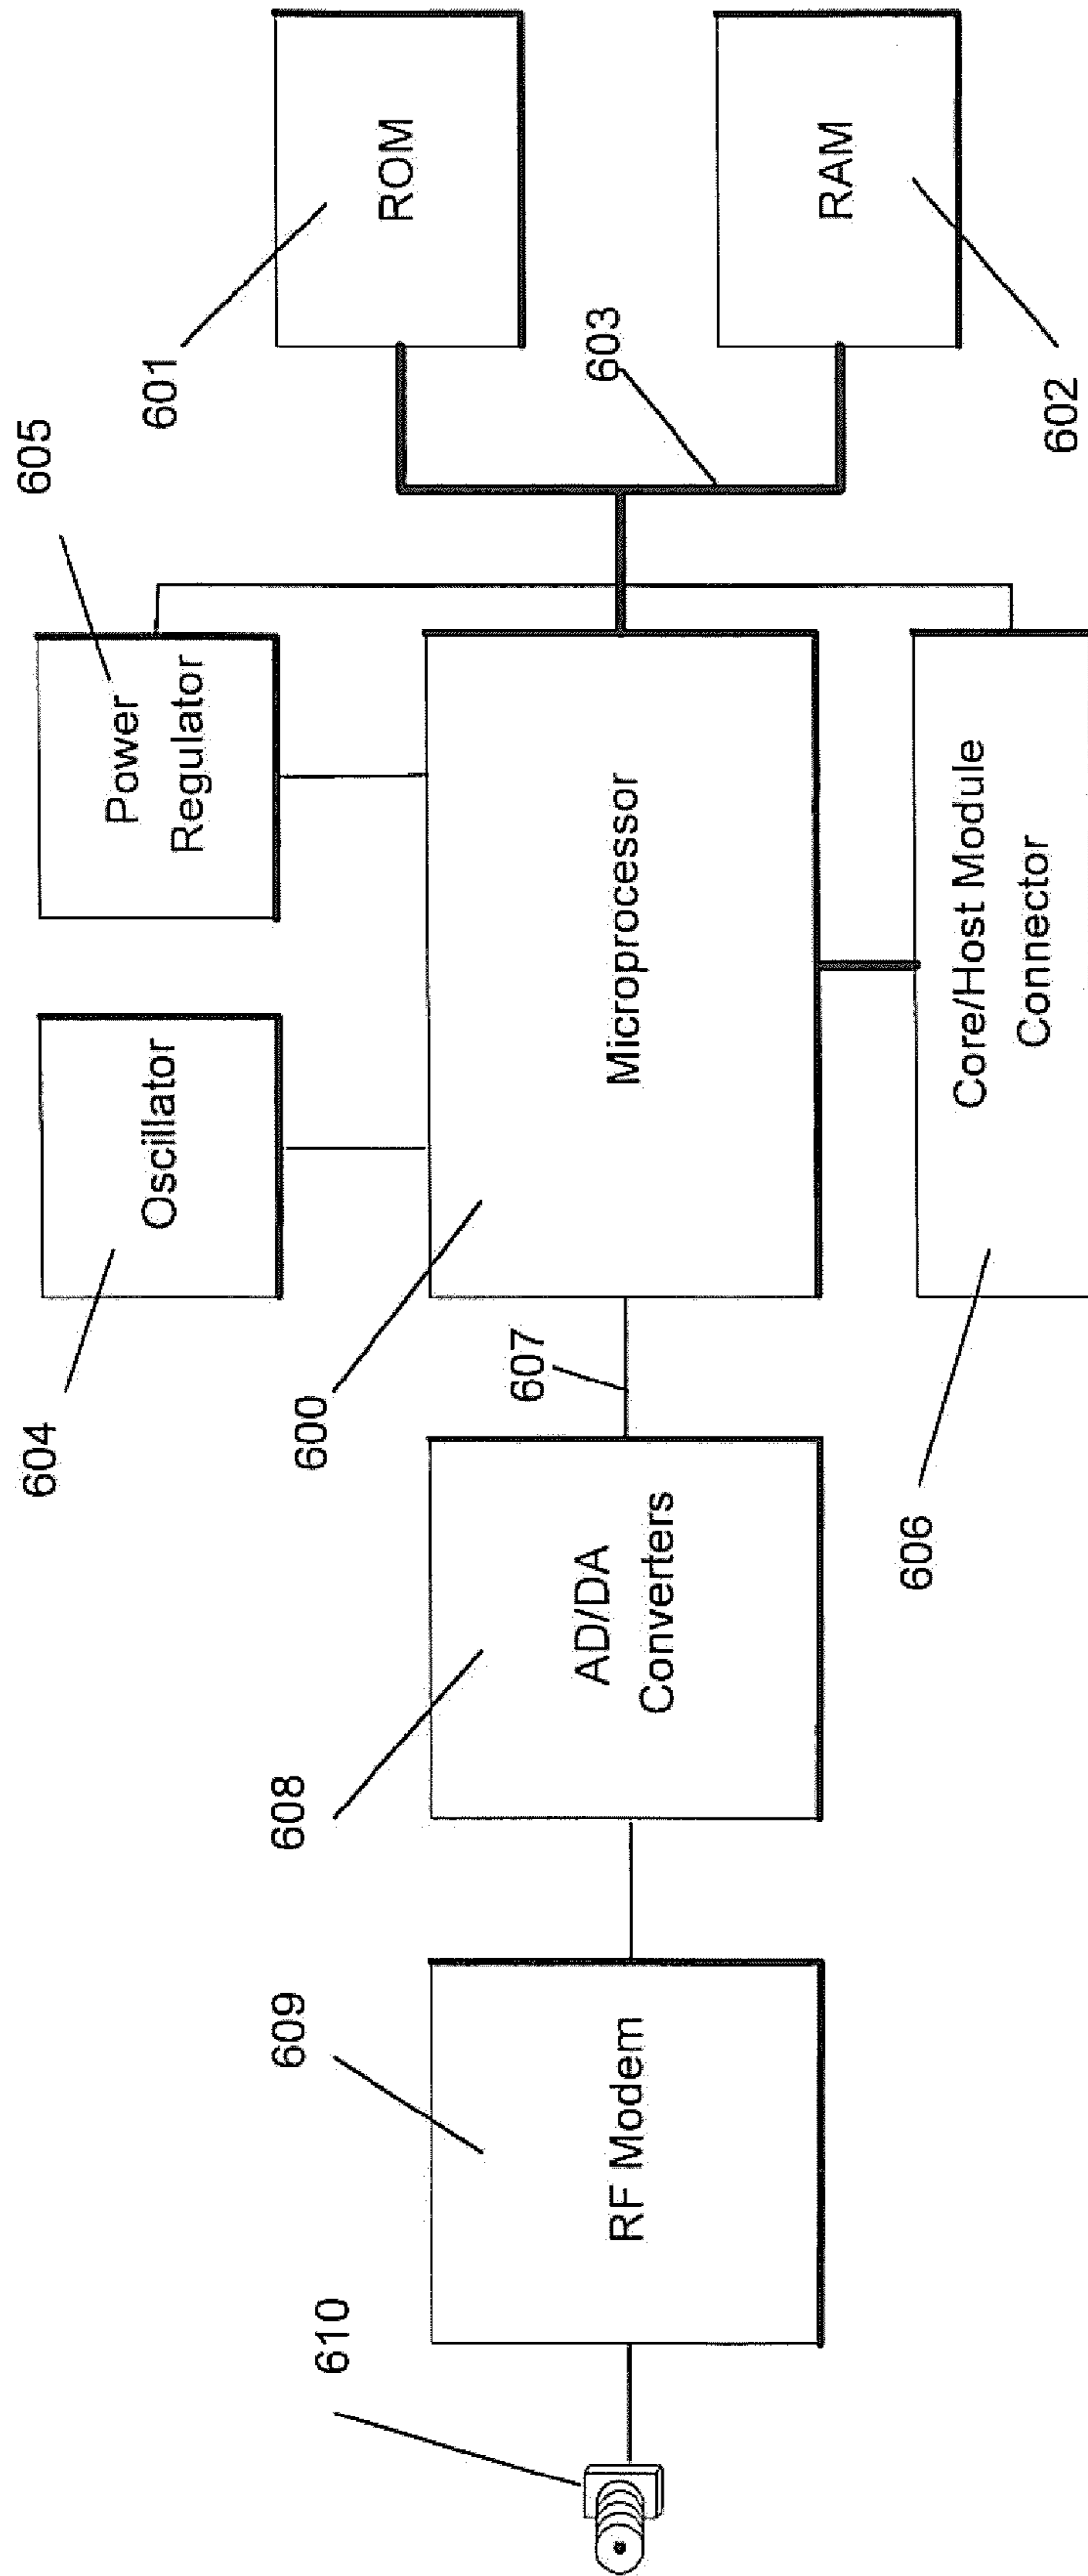 604
605
Oscillator
Power
Regulator
601
ROM
610
609
608
600
607
603
RF Modem
AD/DA
Converters
Microprocessor
606
Core/Host Module
Connector
602
RAM